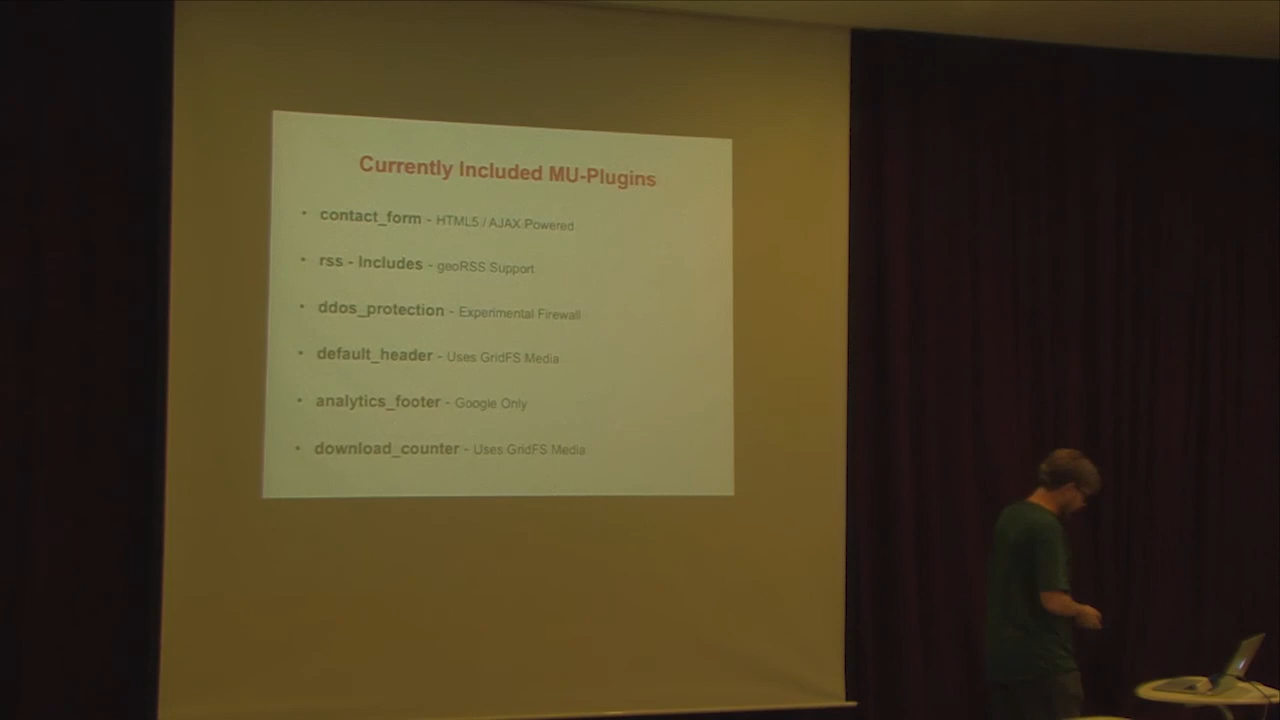 Currently Included MU-Plugins
• contact_form - HTML5 / AJAX Powered
• rss - Includes - geoRSS Support
• ddos_protection - Experimental Firewall
• default_header - Uses GridFS Media
• analytics_footer - Google Only
• download_counter - Uses GridFS Media